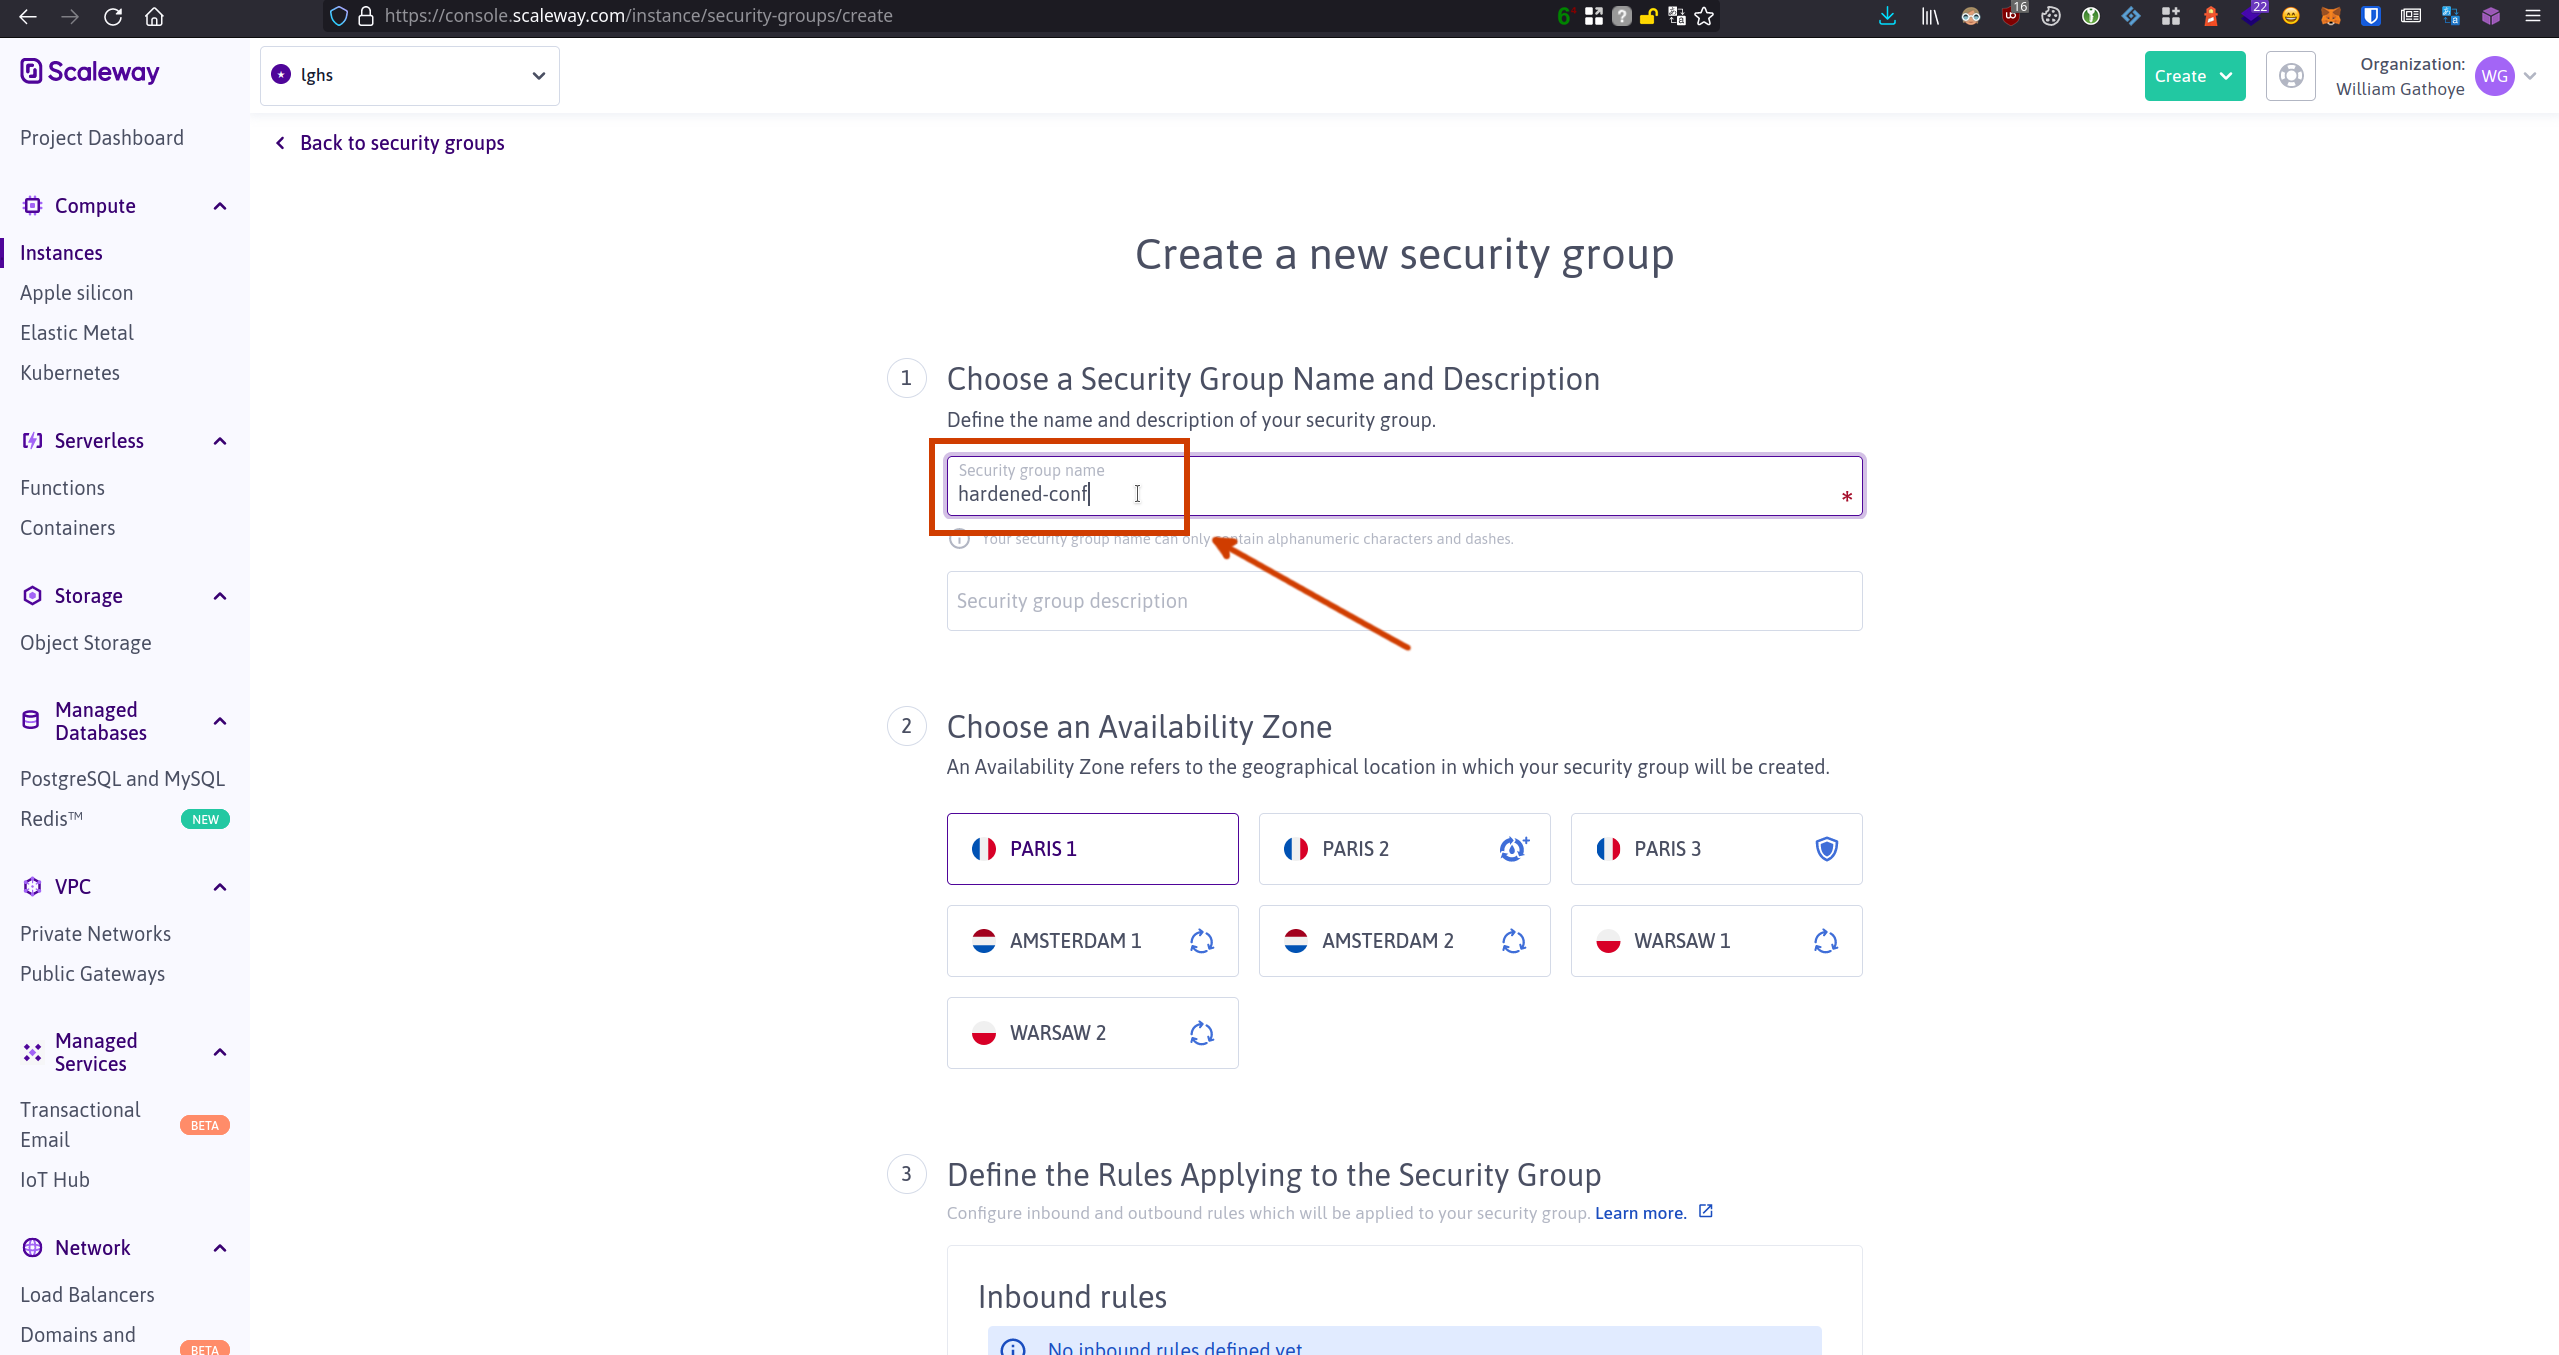 https://console.scaleway.com/instance/security-groups/create
6
16
22
Scaleway
lghs
Create
Organization:
William Gathoye
WG
Back to security groups
Project Dashboard
Compute
Instances
Apple silicon
Elastic Metal
Kubernetes
Serverless
Functions
Containers
Storage
Object Storage
Managed
Databases
PostgreSQL and MySQL
Redis™
NEW
VPC
Private Networks
Public Gateways
Managed
Services
Transactional
Email
BETA
IoT Hub
Network
Load Balancers
Domains and
BETA
Create a new security group
1
Choose a Security Group Name and Description
Define the name and description of your security group.
Security group name
hardened-conf
*
Your security group name can only contain alphanumeric characters and dashes.
Security group description
2
Choose an Availability Zone
An Availability Zone refers to the geographical location in which your security group will be created.
PARIS 1
PARIS 2
PARIS 3
AMSTERDAM 1
AMSTERDAM 2
WARSAW 1
WARSAW 2
3
Define the Rules Applying to the Security Group
Configure inbound and outbound rules which will be applied to your security group. Learn more.
Inbound rules
No inbound rules defined yet